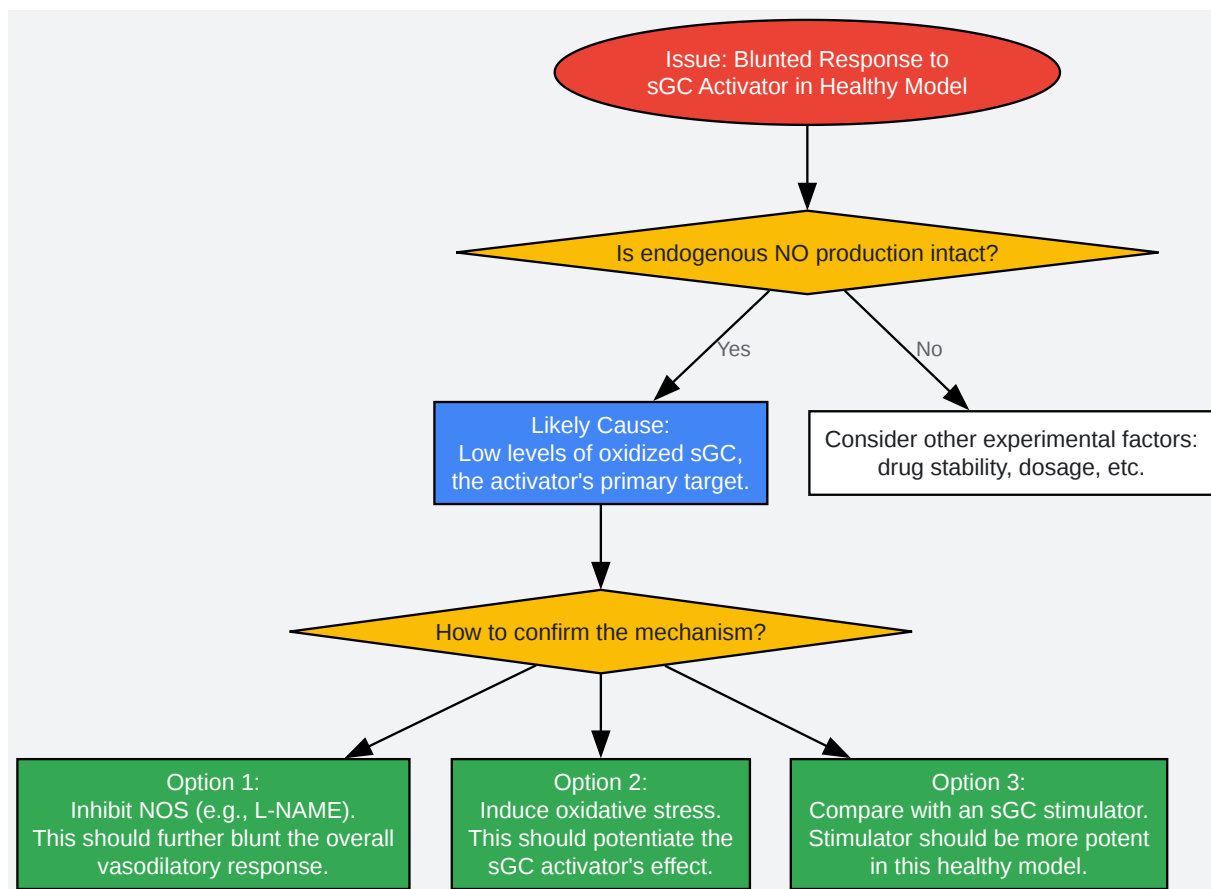 Issue: Blunted Response to
sGC Activator in Healthy Model
Is endogenous NO production intact?
Yes
No
Likely Cause:
Low levels of oxidized sGC,
the activator's primary target.
Consider other experimental factors:
drug stability, dosage, etc.
How to confirm the mechanism?
Option 1:
Inhibit NOS (e.g., L-NAME).
This should further blunt the overall
vasodilatory response.
Option 2:
Induce oxidative stress.
This should potentiate the
sGC activator's effect.
Option 3:
Compare with an sGC stimulator.
Stimulator should be more potent
in this healthy model.